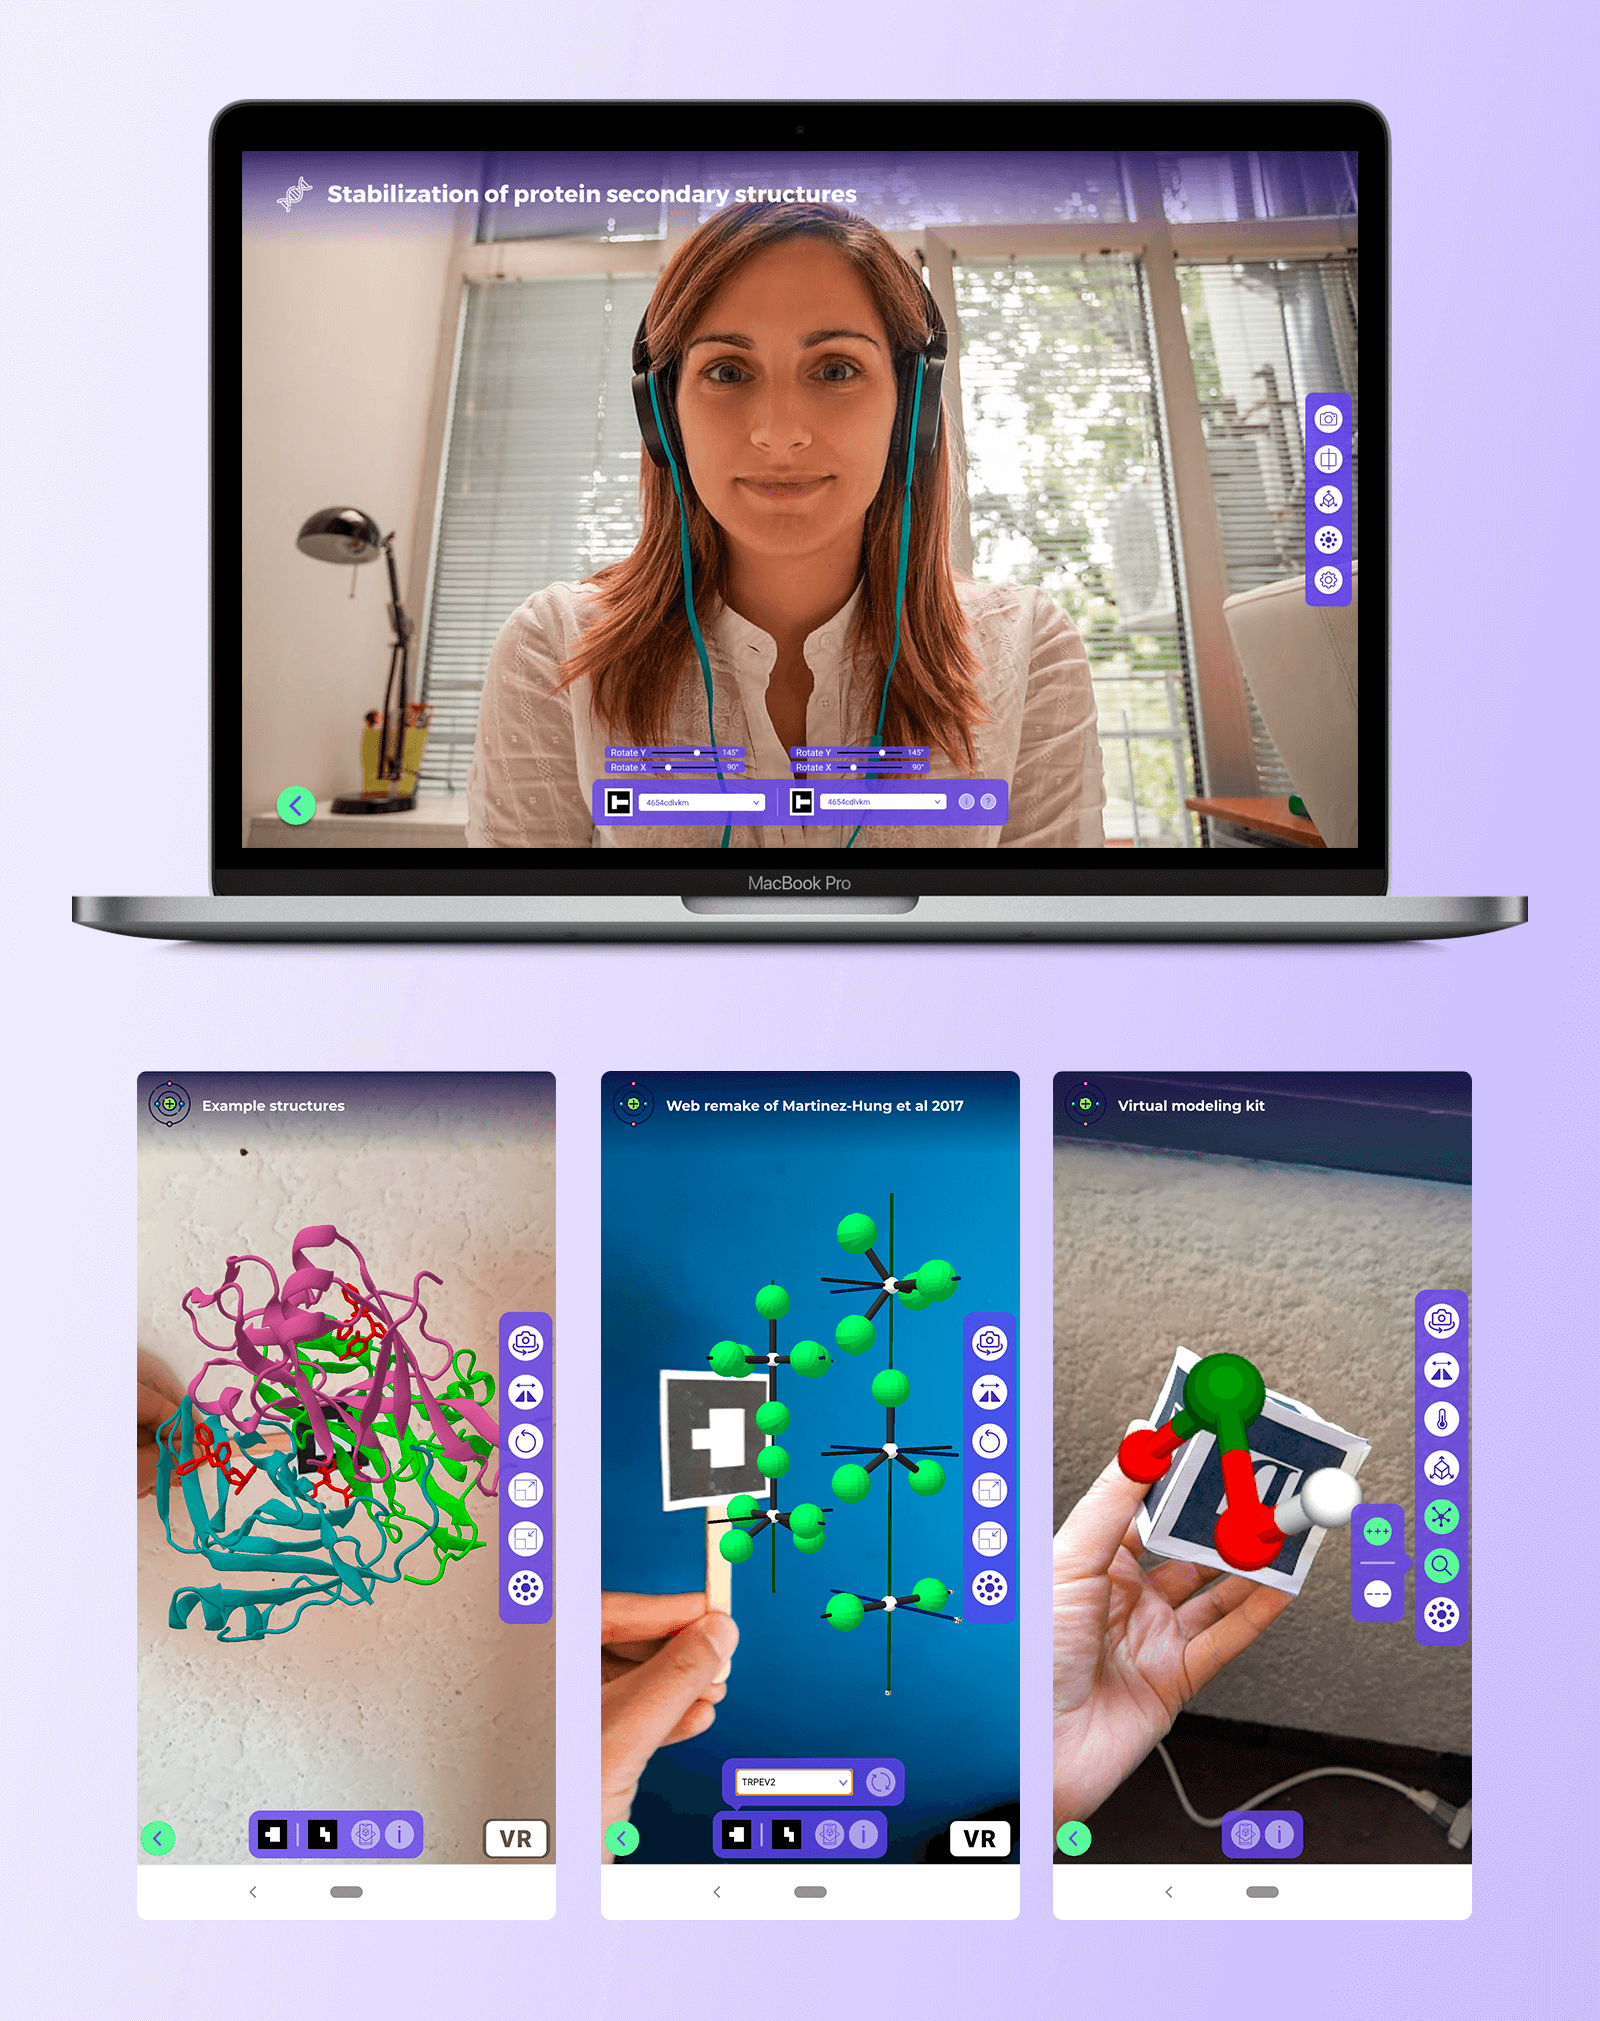 Stabilization of protein secondary structures
Rotate Y 145°
Rotate X 90°
Rotate Y 145°
Rotate X 90°
4654cdlvkm
4654cdlvkm
i ?
MacBook Pro
Example structures
i
VR
Web remake of Martinez-Hung et al 2017
TRPEV2
i
VR
Virtual modeling kit
+++
---
i